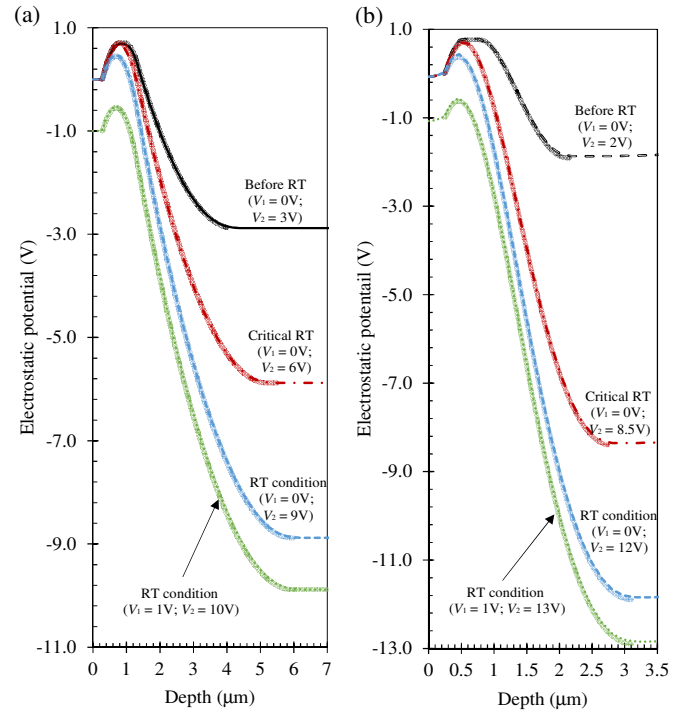 (a)
Electrostatic potential (V)
1.0
-1.0
-3.0
-5.0
-7.0
-9.0
-11.0
Before RT
(V1 = 0V;
V2 = 3V)
Critical RT
(V1 = 0V;
V2 = 6V)
RT condition
(V1 = 0V;
V2 = 9V)
RT condition
(V1 = 1V; V2 = 10V)
0 1 2 3 4 5 6 7
Depth (μm)
(b)
Electrostatic potentail (V)
1.0
-1.0
-3.0
-5.0
-7.0
-9.0
-11.0
-13.0
Before RT
(V1 = 0V;
V2 = 2V)
Critical RT
(V1 = 0V;
V2 = 8.5V)
RT condition
(V1 = 0V;
V2 = 12V)
RT condition
(V1 = 1V; V2 = 13V)
0 0.5 1 1.5 2 2.5 3 3.5
Depth (μm)